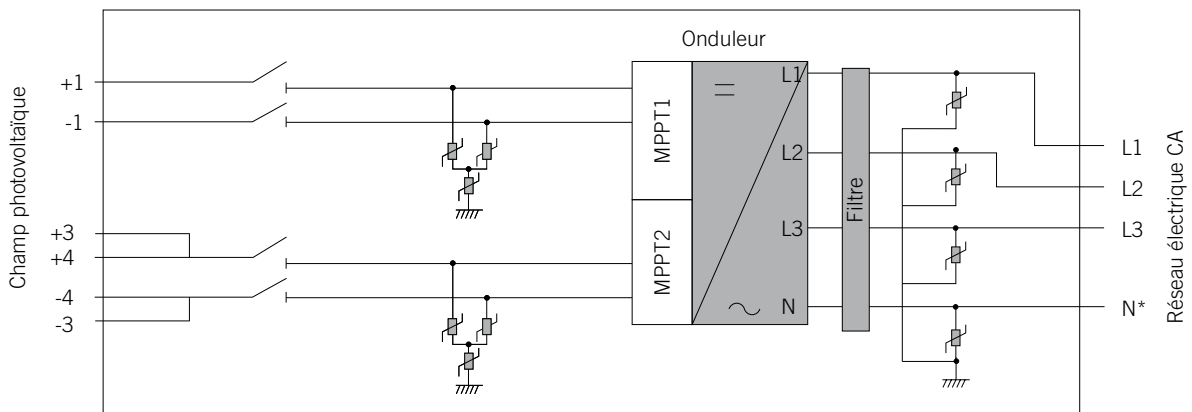 Onduleur
Champ photovoltaïque
+1
-1
+3
+4
-4
-3
MPPT1
MPPT2
L1
L2
L3
N
Filtre
L1
L2
L3
N*
Réseau électrique CA